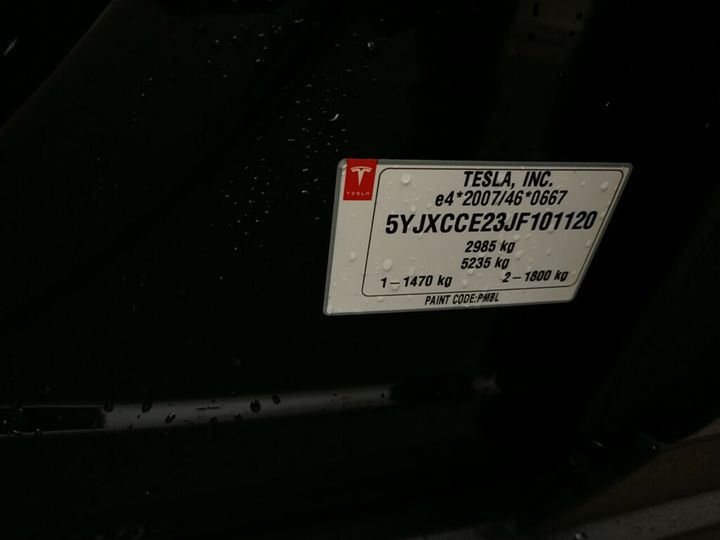 TESLA
TESLA, INC.
e4*2007/46*0667
5YJXCCE23JF101120
2985 kg
5235 kg
1-1470 kg 2-1800 kg
PAINT CODE:PMBL